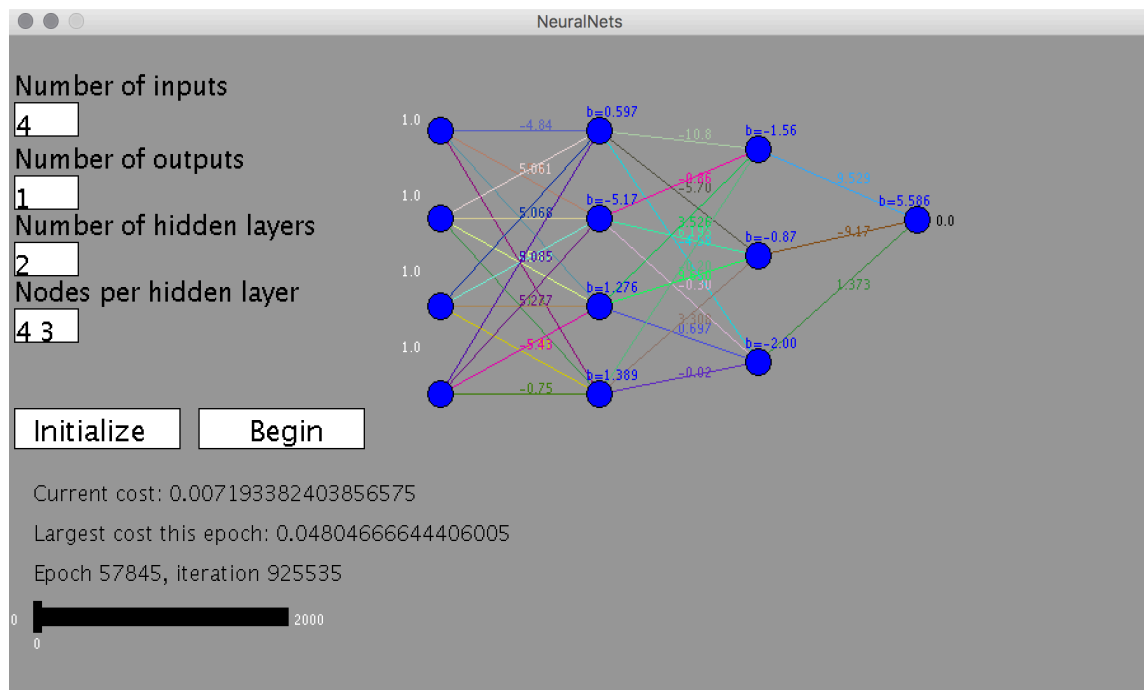 NeuralNets
Number of inputs
4
Number of outputs
1
Number of hidden layers
2
Nodes per hidden layer
4 3
Initialize
Begin
1.0
1.0
1.0
1.0
b=0.597
b=-5.17
b=1.276
b=1.389
-4.84
5.061
5.068
5.277
-5.43
-0.75
b=-1.56
b=-0.87
b=-2.00
-10.8
-5.70
-0.30
0.697
-0.02
b=5.586
-9.17
1.373
0.0
Current cost: 0.007193382403856575
Largest cost this epoch: 0.04804666644406005
Epoch 57845, iteration 925535
0
2000
0